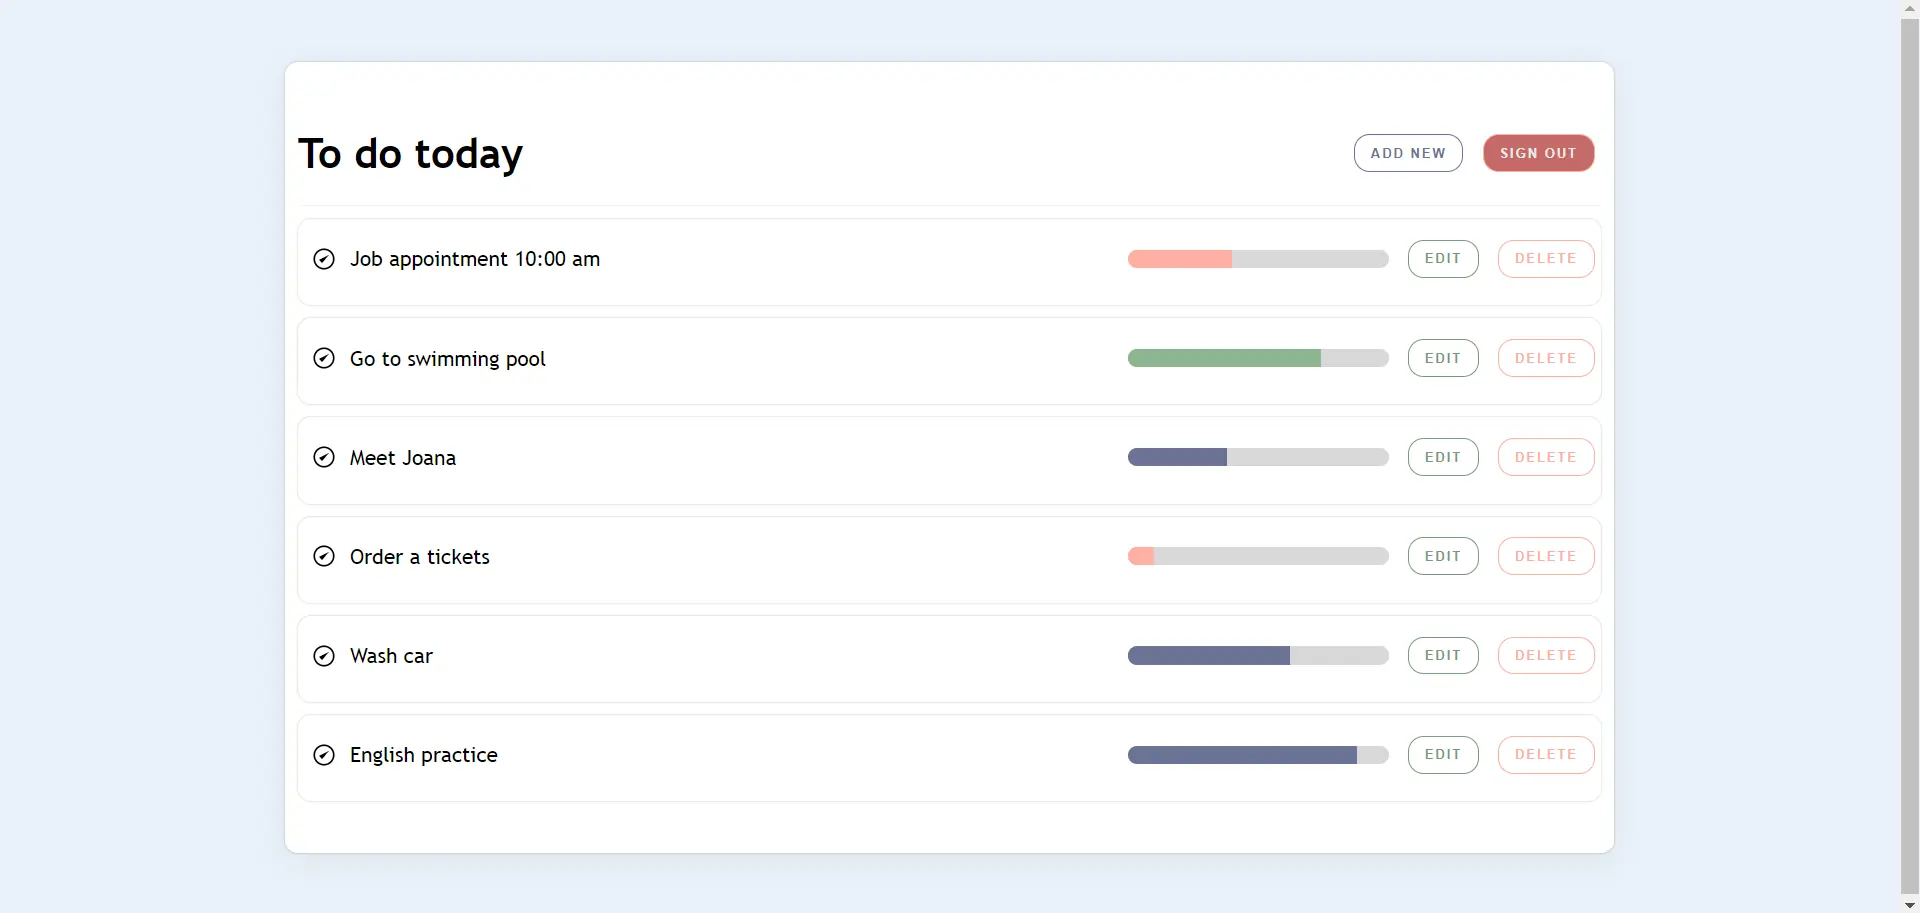 To do today
ADD NEW
SIGN OUT
Job appointment 10:00 am
EDIT
DELETE
Go to swimming pool
EDIT
DELETE
Meet Joana
EDIT
DELETE
Order a tickets
EDIT
DELETE
Wash car
EDIT
DELETE
English practice
EDIT
DELETE